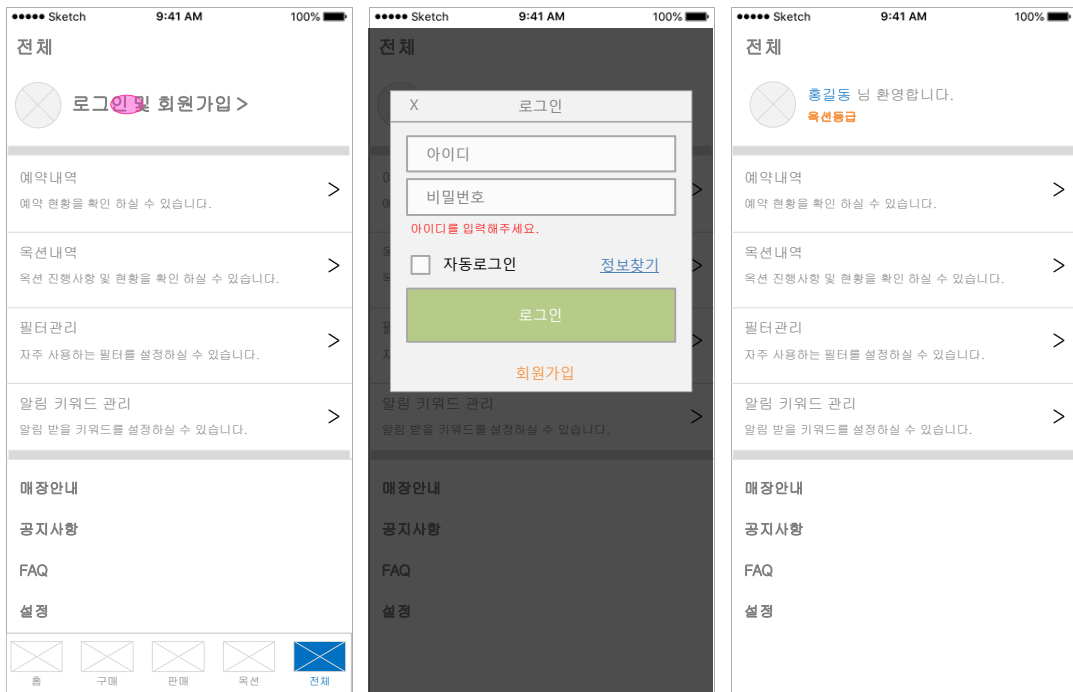 ●●●●● Sketch 9:41 AM 100%
전체
로그인 및 회원가입 >
예약내역
예약 현황을 확인 하실 수 있습니다.
옥션내역
옥션 진행사항 및 현황을 확인 하실 수 있습니다.
필터관리
자주 사용하는 필터를 설정하실 수 있습니다.
알림 키워드 관리
알림 받을 키워드를 설정하실 수 있습니다.
매장안내
공지사항
FAQ
설정
홈 구매 판매 옥션 전체
●●●●● Sketch 9:41 AM 100%
전체
X 로그인
아이디
비밀번호
아이디를 입력해주세요.
자동로그인 정보찾기
로그인
회원가입
알림 키워드 관리
알림 받을 키워드를 설정하실 수 있습니다.
매장안내
공지사항
FAQ
설정
●●●●● Sketch 9:41 AM 100%
전체
홍길동 님 환영합니다.
옥션등급
예약내역
예약 현황을 확인 하실 수 있습니다.
옥션내역
옥션 진행사항 및 현황을 확인 하실 수 있습니다.
필터관리
자주 사용하는 필터를 설정하실 수 있습니다.
알림 키워드 관리
알림 받을 키워드를 설정하실 수 있습니다.
매장안내
공지사항
FAQ
설정